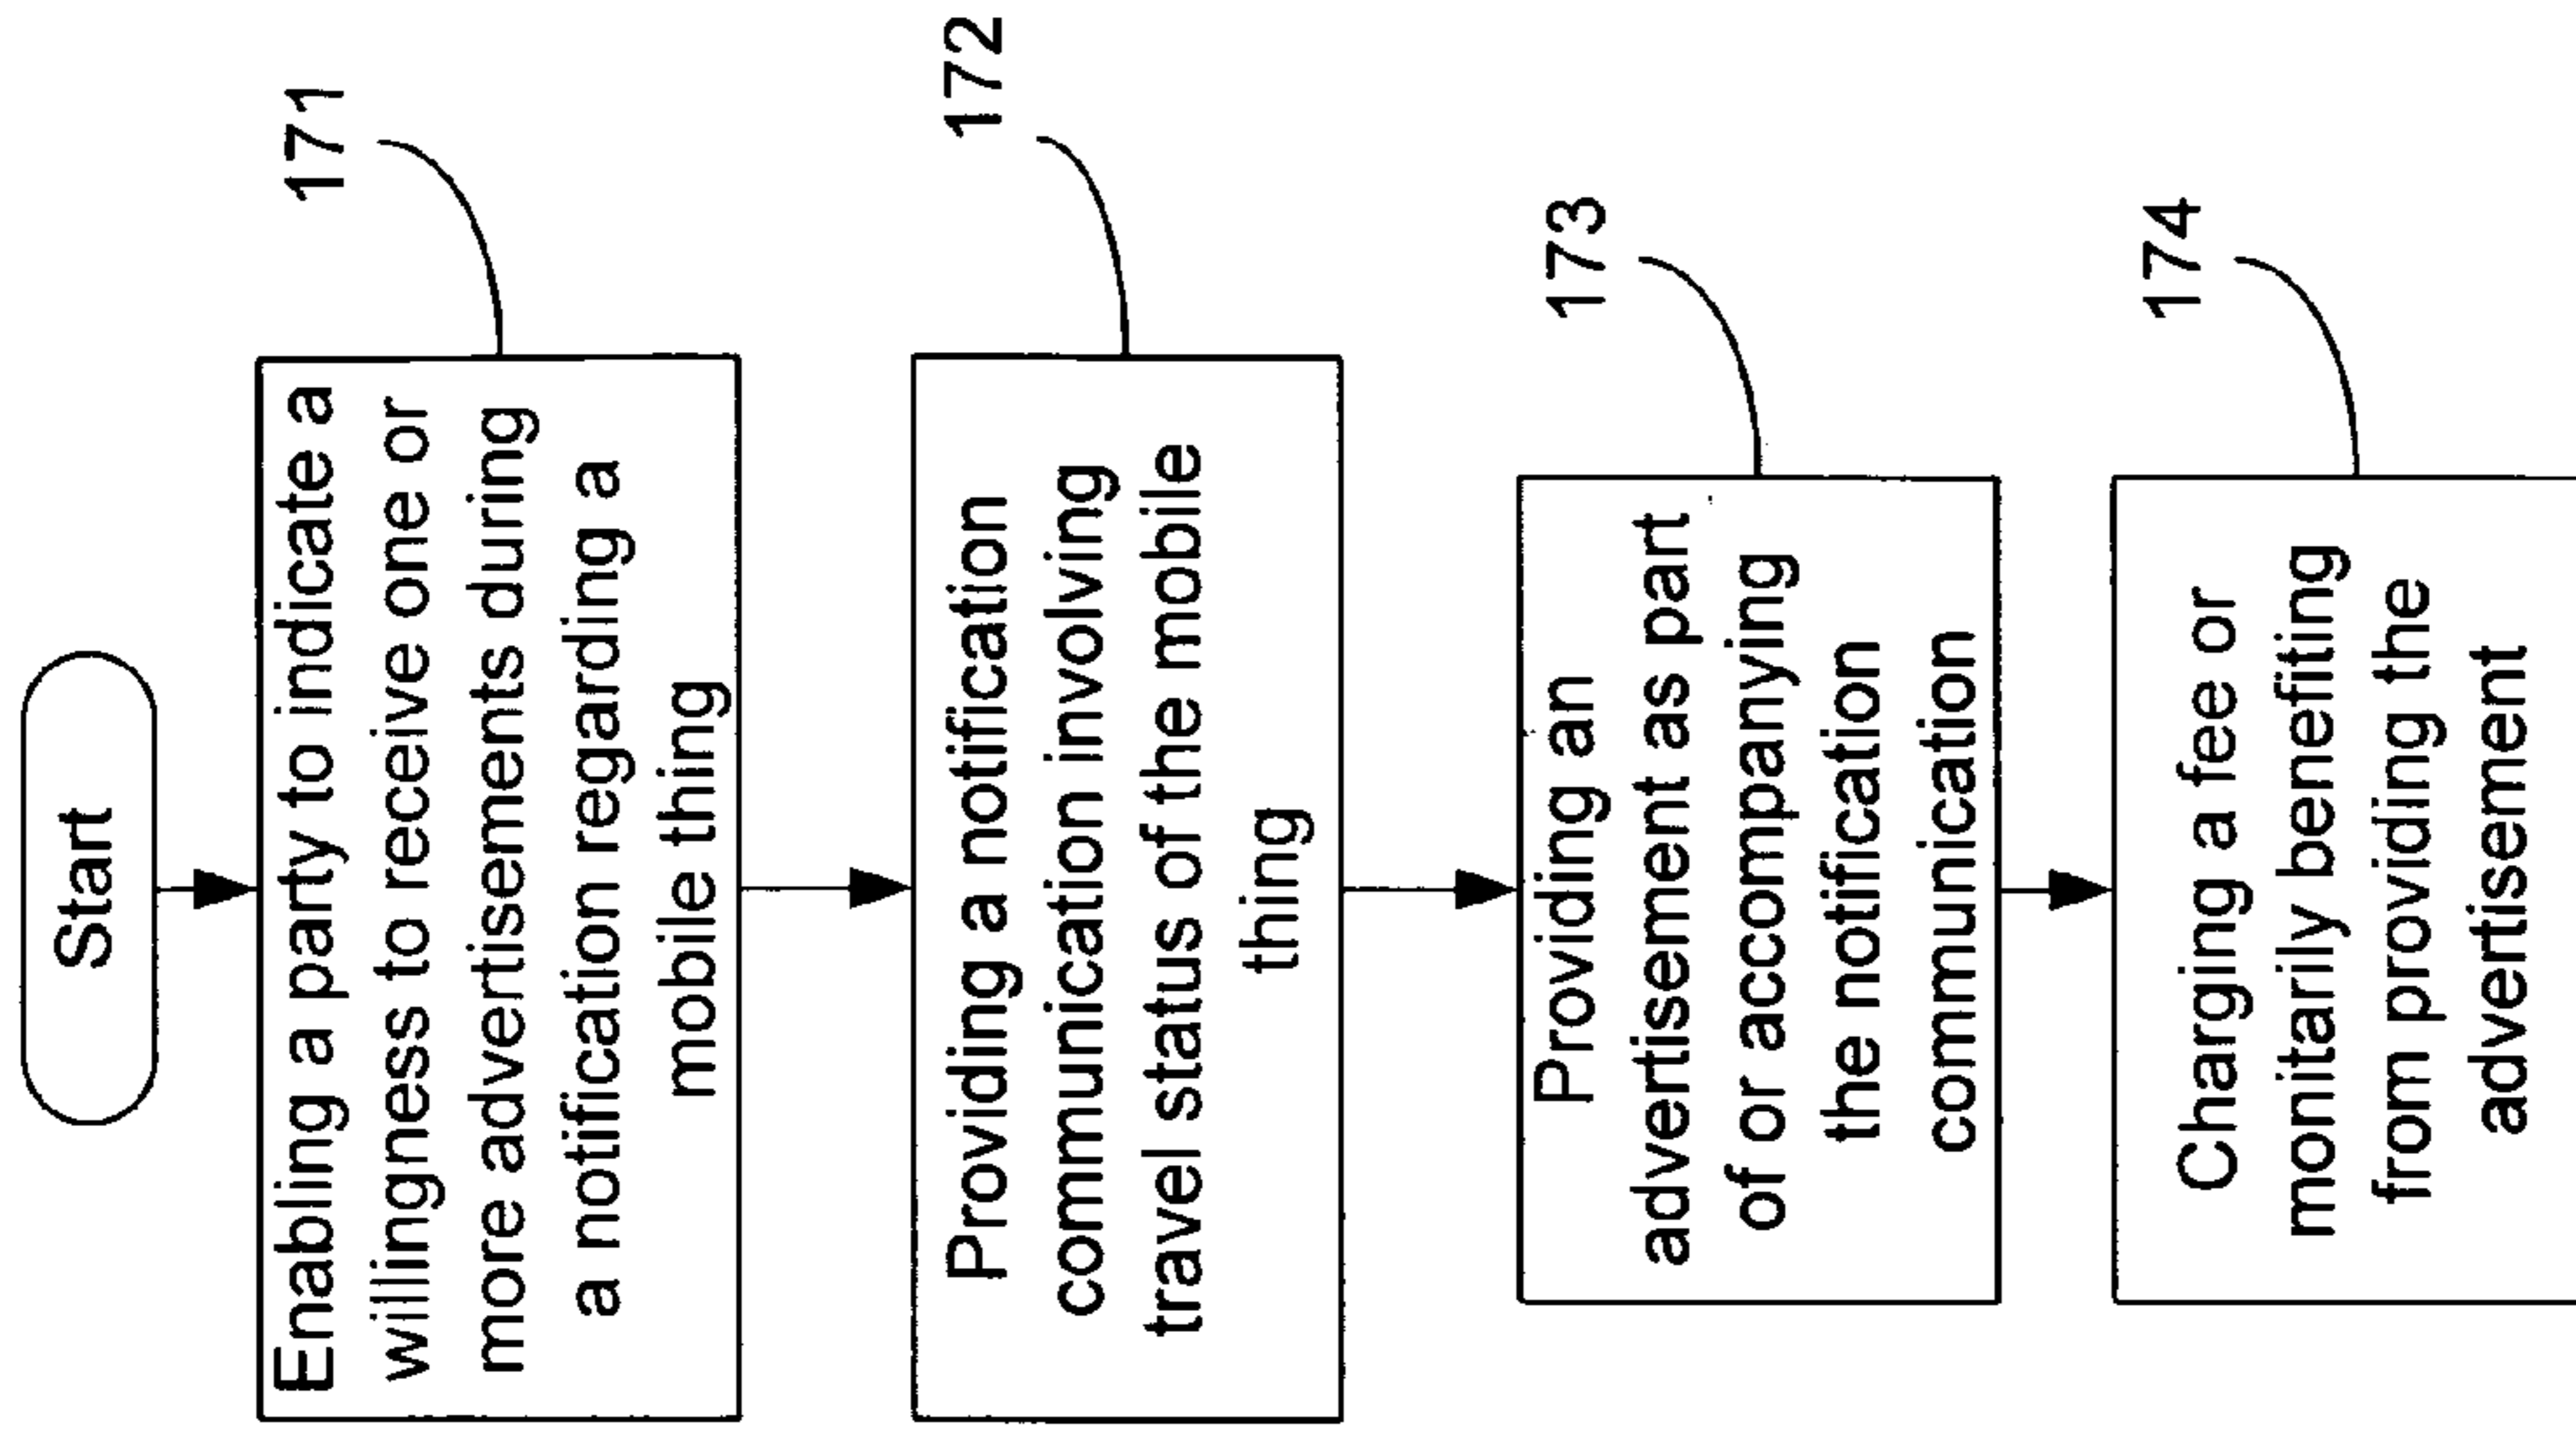 Start
171
Enabling a party to indicate a
willingness to receive one or
more advertisements during
a notification regarding a
mobile thing
172
Providing a notification
communication involving
travel status of the mobile
thing
173
Providing an
advertisement as part
of or accompanying
the notification
communication
174
Charging a fee or
monitarily benefiting
from providing the
advertisement